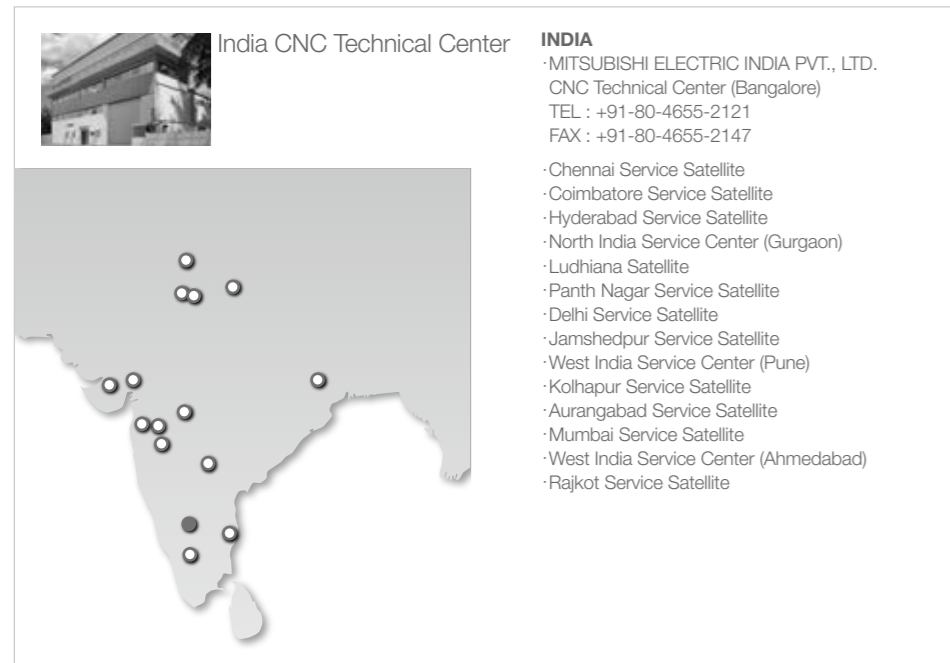 India CNC Technical Center
INDIA
·MITSUBISHI ELECTRIC INDIA PVT., LTD.
CNC Technical Center (Bangalore)
TEL : +91-80-4655-2121
FAX : +91-80-4655-2147
·Chennai Service Satellite
·Coimbatore Service Satellite
·Hyderabad Service Satellite
·North India Service Center (Gurgaon)
·Ludhiana Satellite
·Panth Nagar Service Satellite
·Delhi Service Satellite
·Jamshedpur Service Satellite
·West India Service Center (Pune)
·Kolhapur Service Satellite
·Aurangabad Service Satellite
·Mumbai Service Satellite
·West India Service Center (Ahmedabad)
·Rajkot Service Satellite